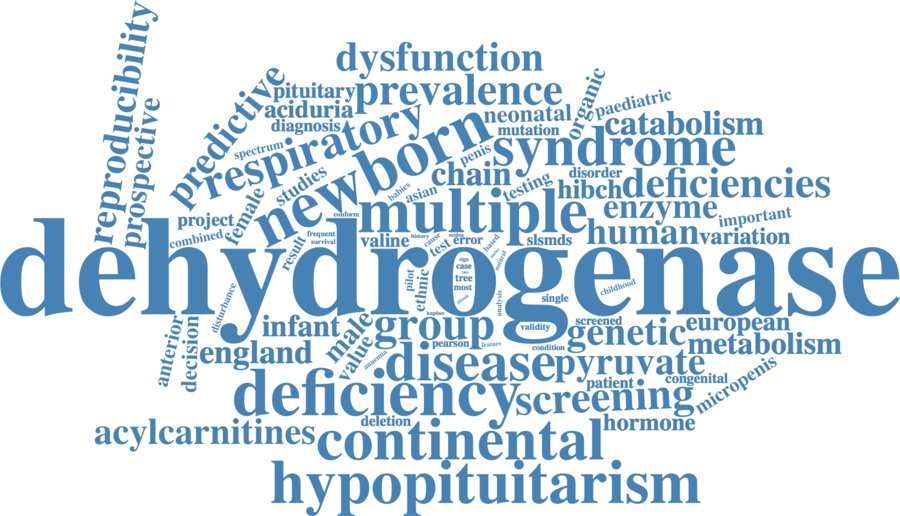 dysfunction
reproducibility
prospective
predictive
pituitary
prevalence
aciduria
diagnosis
respiratory
spectrum
newborn
neonatal
mutation
organic
paediatric
catabolism
syndrome
penis
chain
disorder
hibch
deficiencies
babies
asian
testing
studies
female
project
combined
conform
multiple
enzyme
important
human
variation
frequent
survival
result
valine
history
cause
test
error
based
natural
slsmds
dehydrogenase
sign
case
tree
most
pilot
ethnic
analysis
single
childhood
disturbance
kaplan
anterior
decision
infant
england
male
value
anaemia
group
pearson
feature
validity
condition
screened
genetic
european
metabolism
disease
pyruvate
patient
congenital
micropenis
deficiency
screening
hormone
deletion
acylcarnitines
continental
hypopituitarism